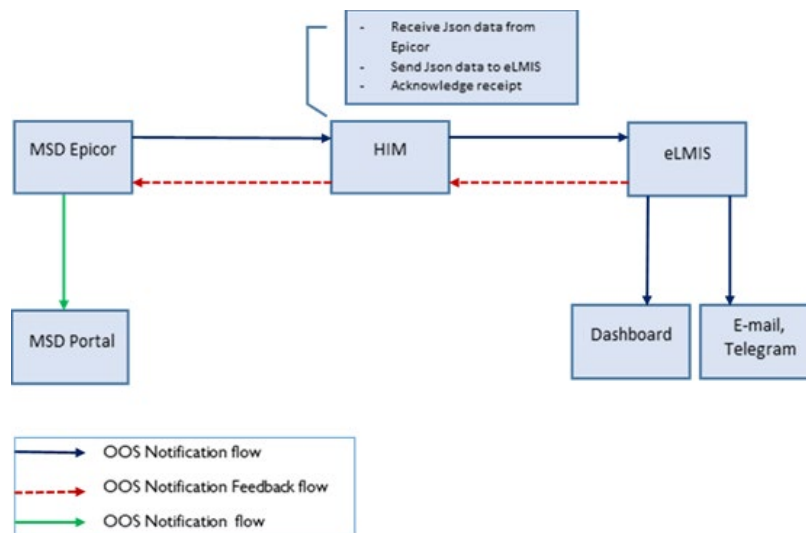 - Receive Json data from
Epicor
- Send Json data to eLMIS
- Acknowledge receipt
MSD Epicor
HIM
eLMIS
MSD Portal
Dashboard
E-mail,
Telegram
OOS Notification flow
OOS Notification Feedback flow
OOS Notification flow